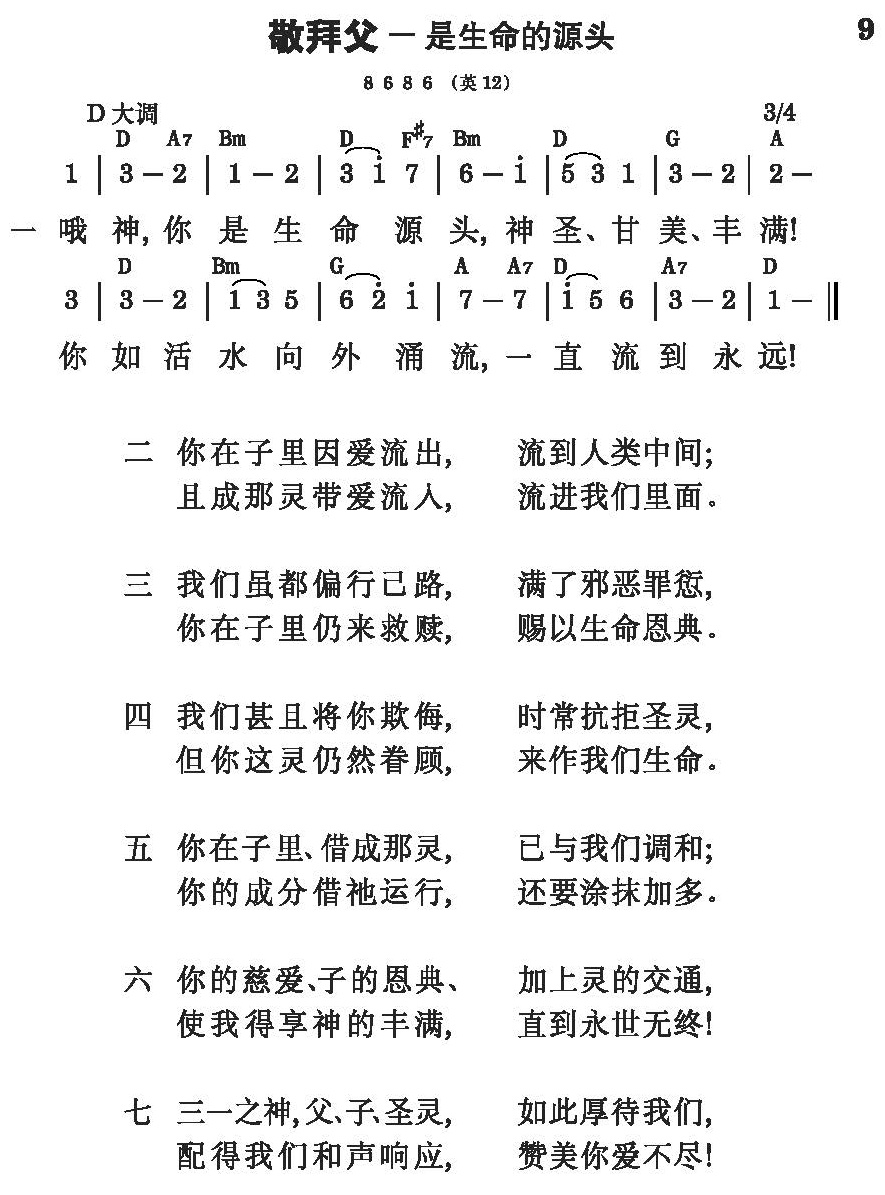 敬拜父 — 是生命的源头 9
8 6 8 6 (英12)
D 大调 3/4
D A7 Bm D F#7 Bm D G A
1 | 3 – 2 | 1 – 2 | 3 i 7 | 6 – i | 5 3 1 | 3 – 2 | 2 –
一 哦神,你是生命源头,神圣、甘美、丰满!
D Bm G A A7 D A7 D
3 | 3 – 2 | 1 3 5 | 6 2̇ i | 7 – 7 | i 5 6 | 3 – 2 | 1 – ‖
你如活水向外涌流,一直流到永远!
二 你在子里因爱流出, 流到人类中间;
且成那灵带爱流入, 流进我们里面。
三 我们虽都偏行己路, 满了邪恶罪愆,
你在子里仍来救赎, 赐以生命恩典。
四 我们甚且将你欺侮, 时常抗拒圣灵,
但你这灵仍然眷顾, 来作我们生命。
五 你在子里、借成那灵, 已与我们调和;
你的成分借祂运行, 还要涂抹加多。
六 你的慈爱、子的恩典、 加上灵的交通,
使我得享神的丰满, 直到永世无终!
七 三一之神,父、子、圣灵, 如此厚待我们,
配得我们和声响应, 赞美你爱不尽!